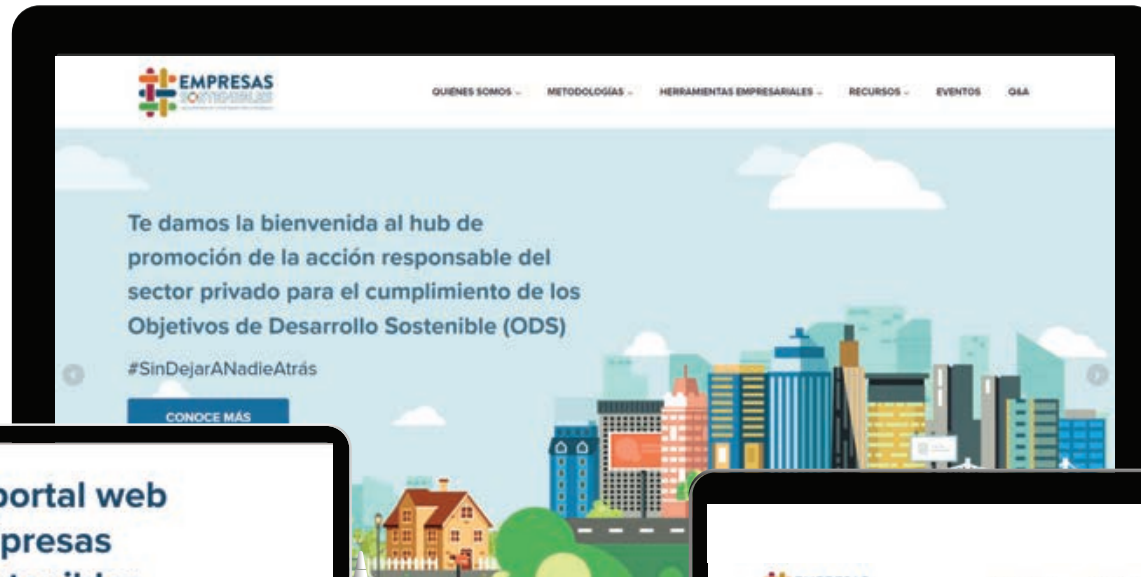 EMPRESAS
SOSTENIBLES
QUIÉNES SOMOS
METODOLOGÍAS
HERRAMIENTAS EMPRESARIALES
RECURSOS
EVENTOS
Q&A
Te damos la bienvenida al hub de
promoción de la acción responsable del
sector privado para el cumplimiento de los
Objetivos de Desarrollo Sostenible (ODS)
#SinDejarANadieAtrás
CONOCE MÁS
portal web
presas